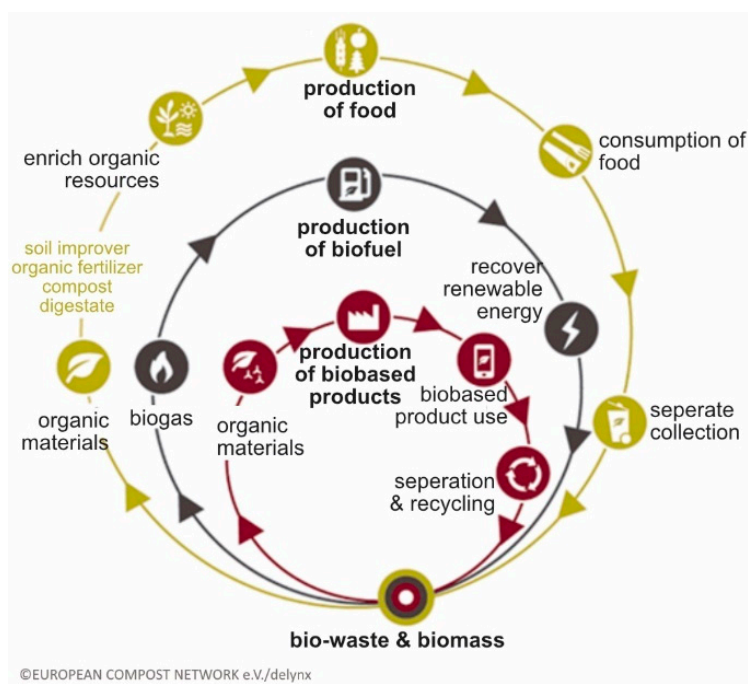 production
of food
enrich organic
resources
consumption of
food
soil improver
organic fertilizer
compost
digestate
production
of biofuel
recover
renewable
energy
production
of biobased
products
biobased
product use
organic
materials
biogas
organic
materials
seperate
collection
seperation
& recycling
bio-waste & biomass
©EUROPEAN COMPOST NETWORK e.V./delynx